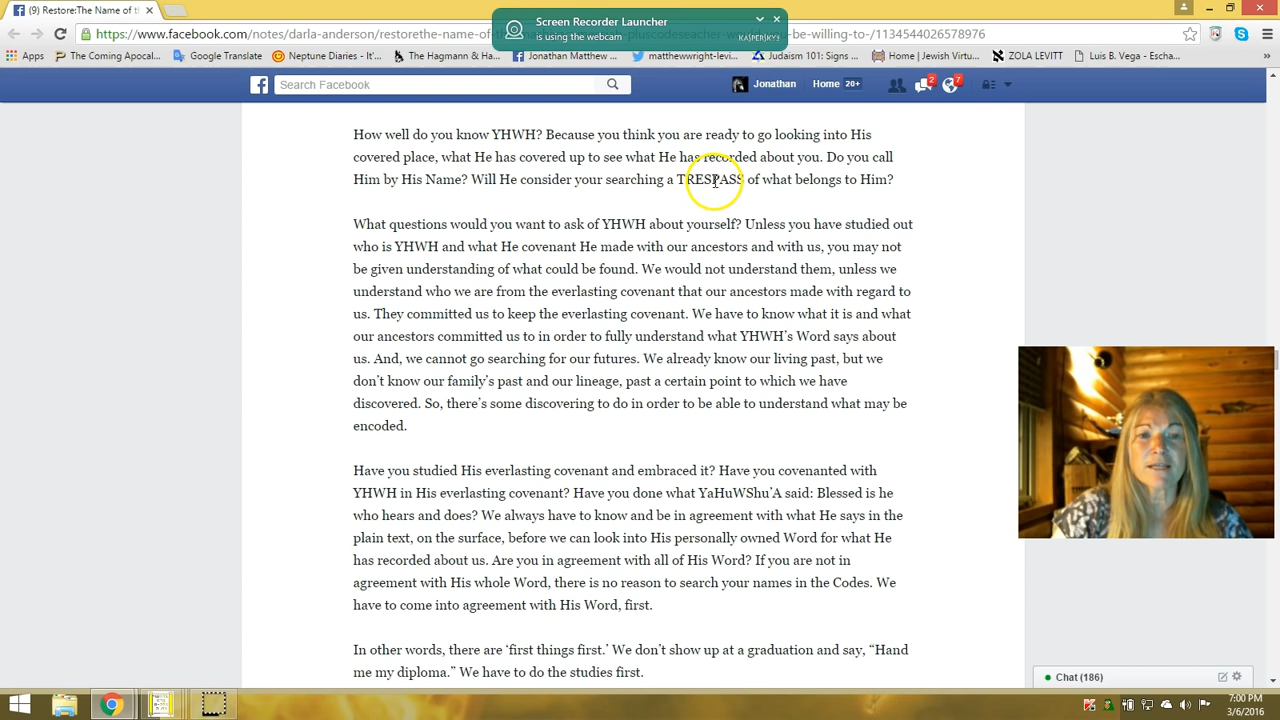 (9) Restore:The Name of th
Screen Recorder Launcher
is using the webcam
KASPERSKY
https://www.facebook.com/notes/darla-anderson/restorethe-name-of-the-
be-willing-to-/1134544026578976
Apps
The Coming Apocal...
Google Translate
Neptune Diaries - It'...
The Hagmann & Ha
Jonathan Matthew ...
matthewwright-levi...
Judaism 101: Signs ...
Home | Jewish Virtu...
ZOLA LEVITT
Luis B. Vega - Escha...
»
Search Facebook
Jonathan
Home 20+
2
7
How well do you know YHWH? Because you think you are ready to go looking into His
covered place, what He has covered up to see what He has recorded about you. Do you call
Him by His Name? Will He consider your searching a TRESPASS of what belongs to Him?
What questions would you want to ask of YHWH about yourself? Unless you have studied out
who is YHWH and what He covenant He made with our ancestors and with us, you may not
be given understanding of what could be found. We would not understand them, unless we
understand who we are from the everlasting covenant that our ancestors made with regard to
us. They committed us to keep the everlasting covenant. We have to know what it is and what
our ancestors committed us to in order to fully understand what YHWH's Word says about
us. And, we cannot go searching for our futures. We already know our living past, but we
don't know our family's past and our lineage, past a certain point to which we have
discovered. So, there's some discovering to do in order to be able to understand what may be
encoded.
Have you studied His everlasting covenant and embraced it? Have you covenanted with
YHWH in His everlasting covenant? Have you done what YaHuWShu'A said: Blessed is he
who hears and does? We always have to know and be in agreement with what He says in the
plain text, on the surface, before we can look into His personally owned Word for what He
has recorded about us. Are you in agreement with all of His Word? If you are not in
agreement with His whole Word, there is no reason to search your names in the Codes. We
have to come into agreement with His Word, first.
In other words, there are 'first things first.' We don't show up at a graduation and say, "Hand
me my diploma." We have to do the studies first.
Chat (186)
7:00 PM
3/6/2016